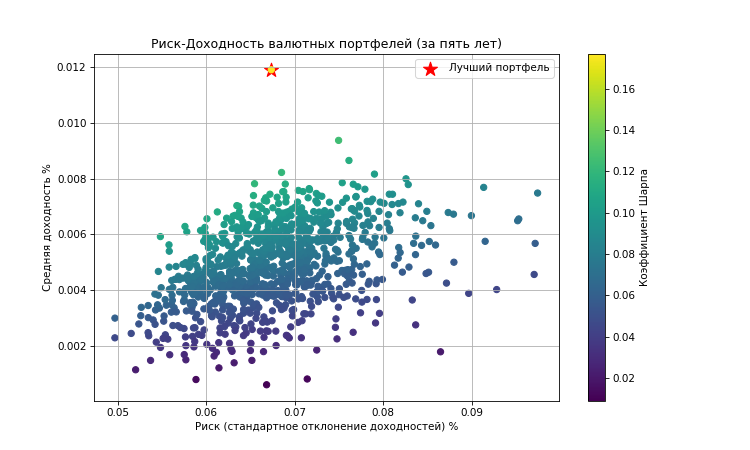 Риск-Доходность валютных портфелей (за пять лет)
Лучший портфель
Средняя доходность %
0.012
0.010
0.008
0.006
0.004
0.002
0.05 0.06 0.07 0.08 0.09
Риск (стандартное отклонение доходностей) %
0.16
0.14
0.12
0.10
0.08
0.06
0.04
0.02
Коэффициент Шарпа